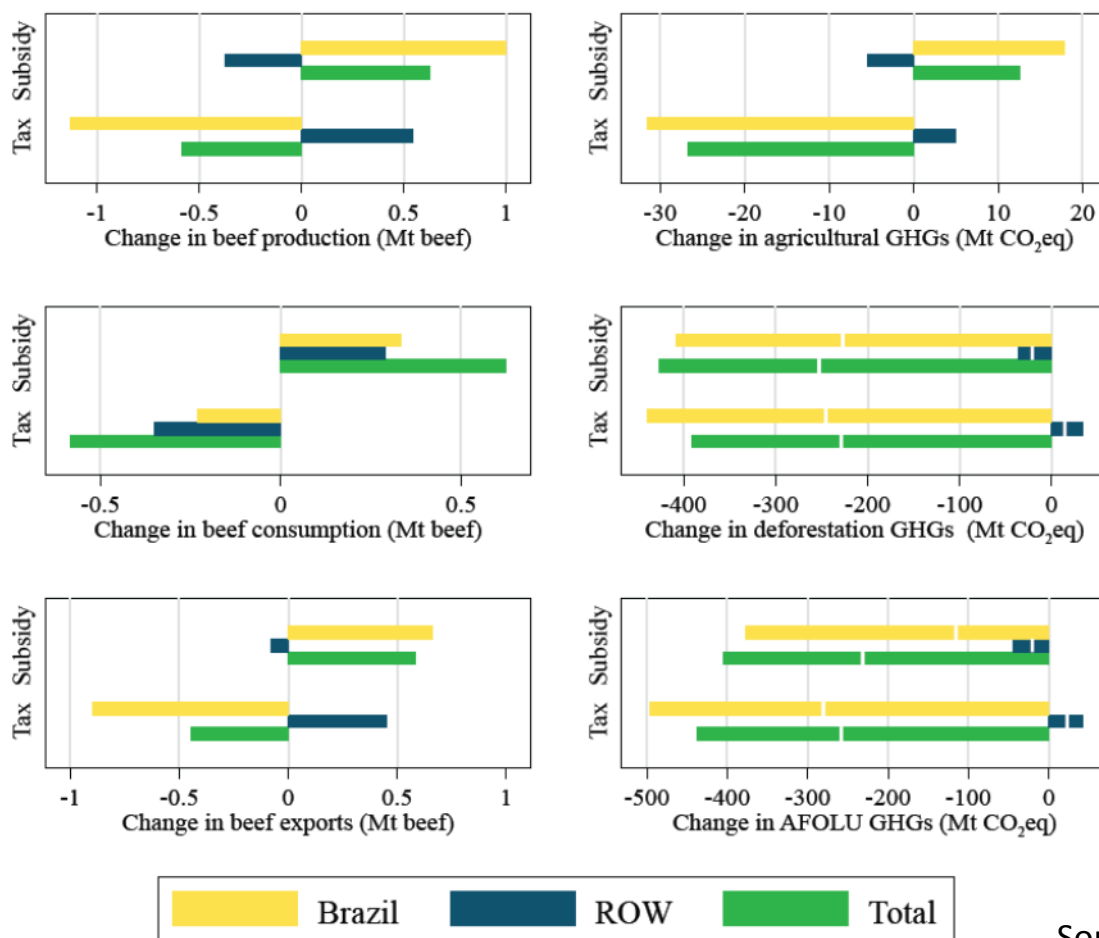 Subsidy
Tax
-1 -0.5 0 0.5 1
Change in beef production (Mt beef)
Subsidy
Tax
-30 -20 -10 0 10 20
Change in agricultural GHGs (Mt CO₂eq)
Subsidy
Tax
-0.5 0 0.5
Change in beef consumption (Mt beef)
Subsidy
Tax
-400 -300 -200 -100 0
Change in deforestation GHGs (Mt CO₂eq)
Subsidy
Tax
-1 -0.5 0 0.5 1
Change in beef exports (Mt beef)
Subsidy
Tax
-500 -400 -300 -200 -100 0
Change in AFOLU GHGs (Mt CO₂eq)
Brazil ROW Total